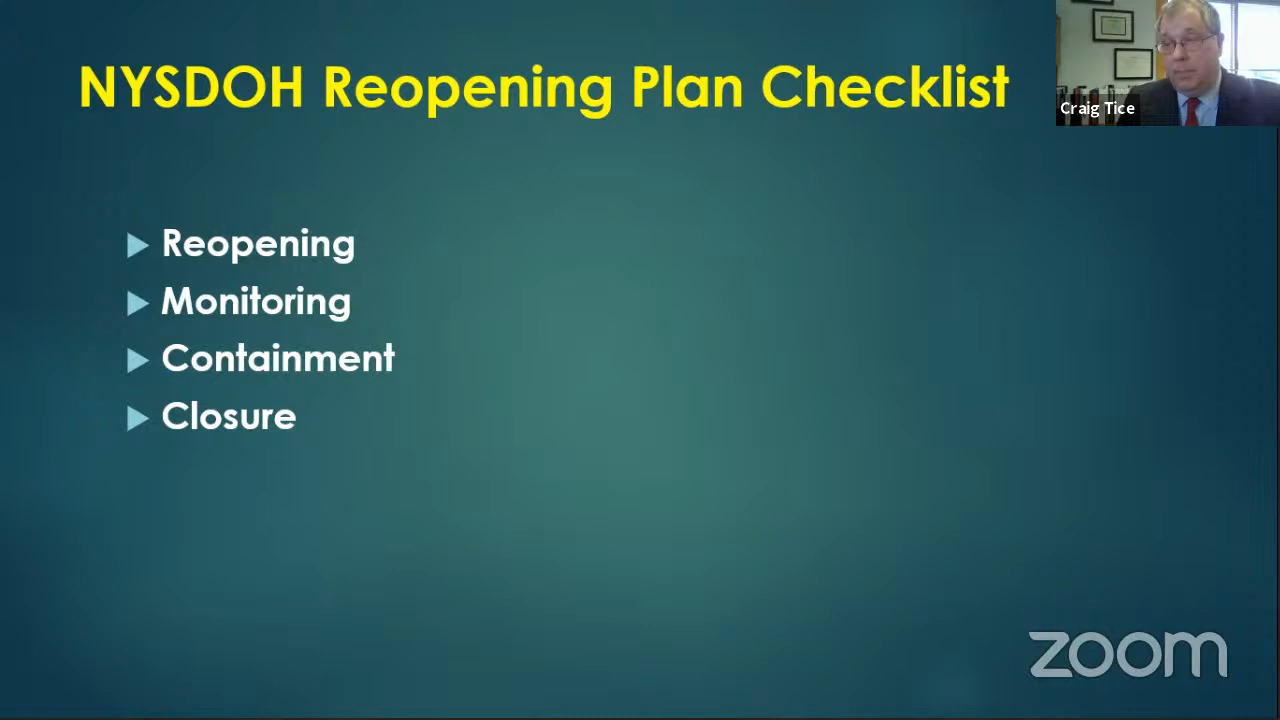 NYSDOH Reopening Plan Checklist
Craig Tice
Reopening
Monitoring
Containment
Closure
zoom